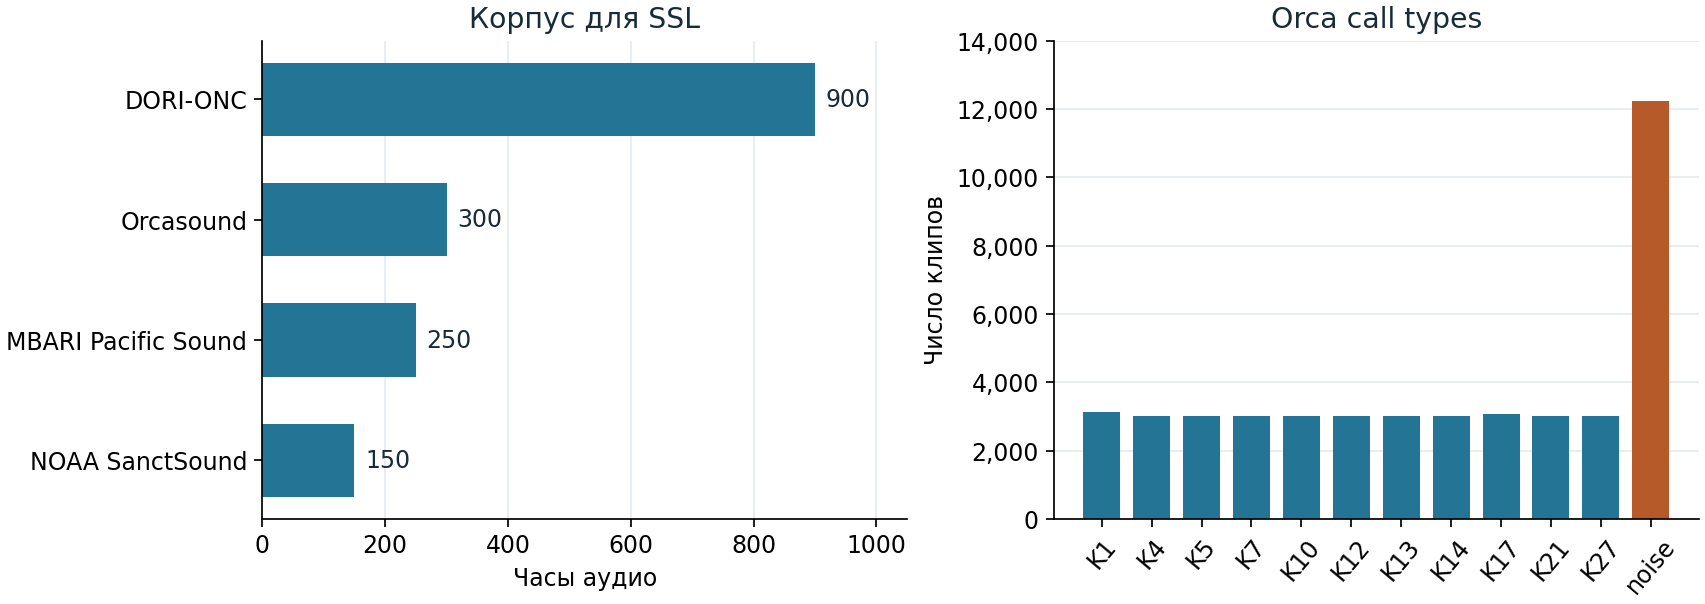 Корпус для SSL
DORI-ONC
900
Orcasound
300
MBARI Pacific Sound
250
NOAA SanctSound
150
0 200 400 600 800 1000
Часы аудио
Orca call types
Число клипов
14,000
12,000
10,000
8,000
6,000
4,000
2,000
0
K1 K4 K5 K7 K10 K12 K13 K14 K17 K21 K27 noise